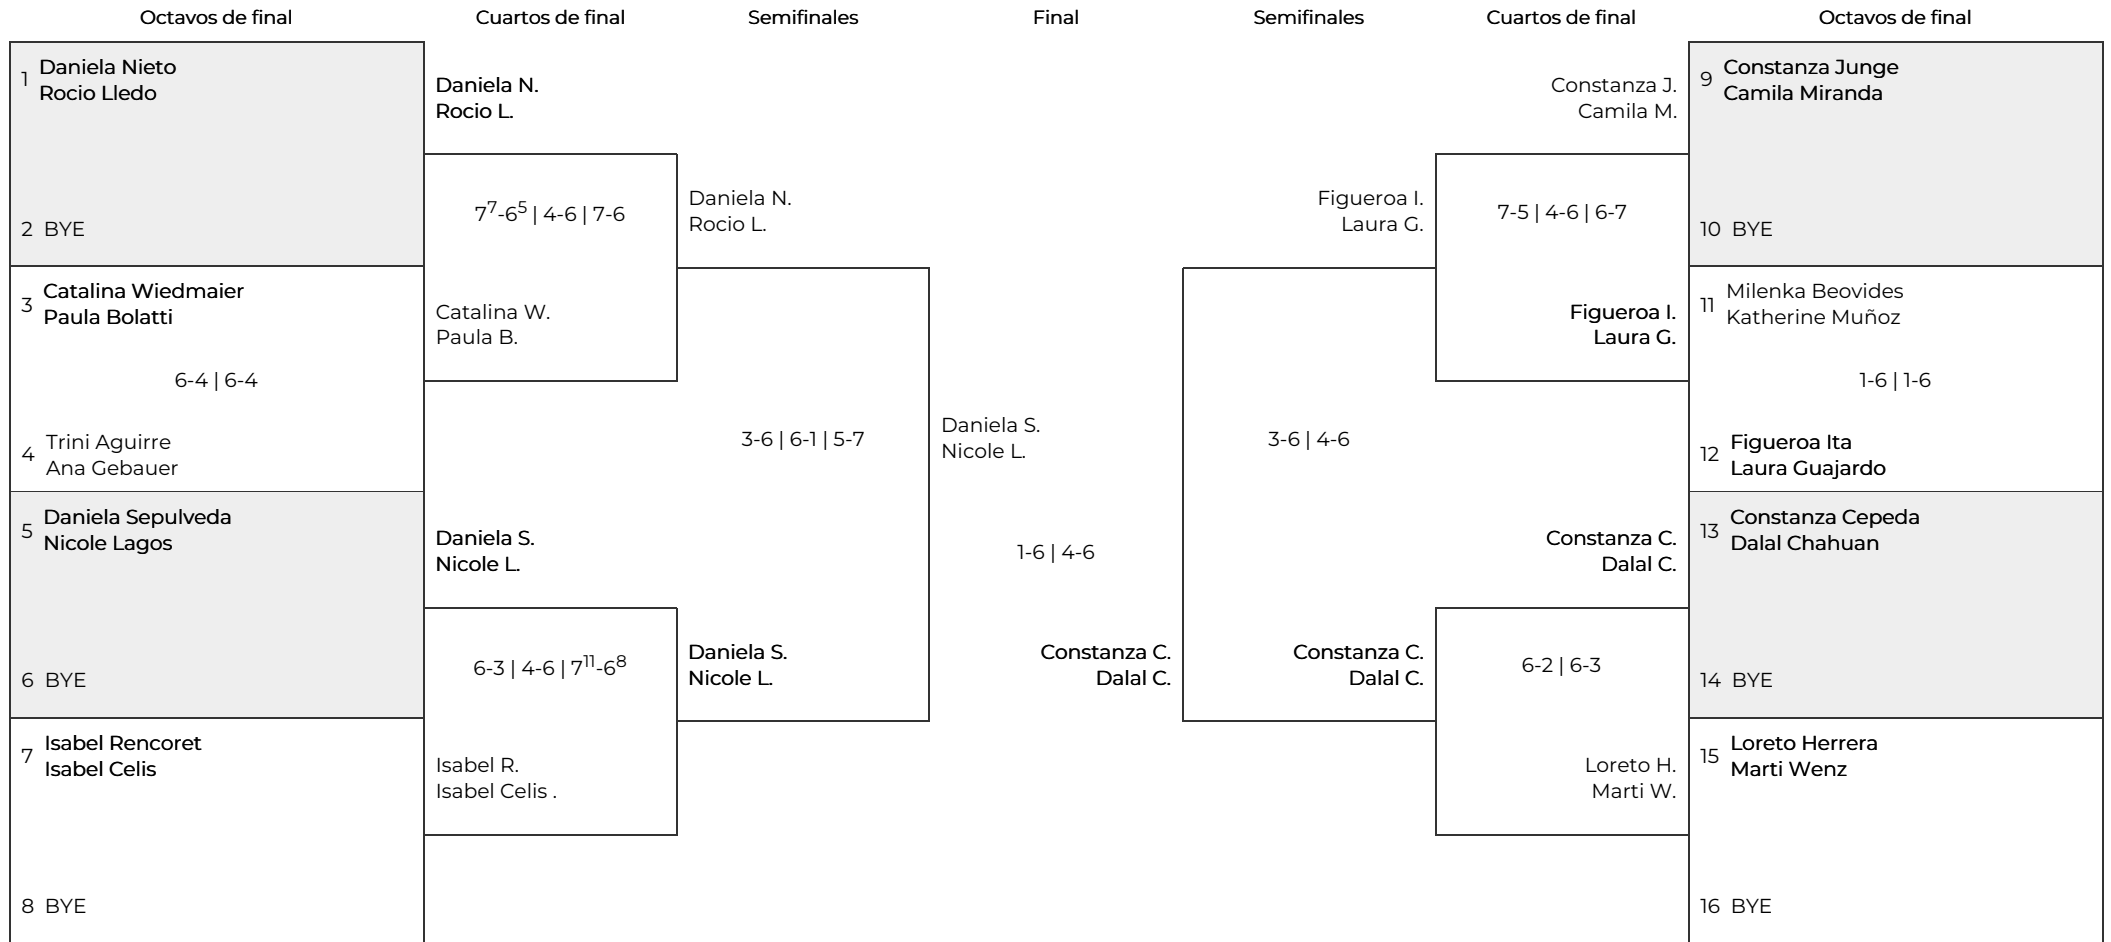 Octavos de final
Cuartos de final
Semifinales
Final
Semifinales
Cuartos de final
Octavos de final
1 Daniela Nieto
Rocio Lledo
2 BYE
3 Catalina Wiedmaier
Paula Bolatti
6-4 | 6-4
4 Trini Aguirre
Ana Gebauer
5 Daniela Sepulveda
Nicole Lagos
6 BYE
7 Isabel Rencoret
Isabel Celis
8 BYE
Daniela N.
Rocio L.
7⁷-6⁵ | 4-6 | 7-6
Catalina W.
Paula B.
Daniela S.
Nicole L.
6-3 | 4-6 | 7¹¹-6⁸
Isabel R.
Isabel Celis .
Daniela N.
Rocio L.
3-6 | 6-1 | 5-7
Daniela S.
Nicole L.
Daniela S.
Nicole L.
1-6 | 4-6
Constanza C.
Dalal C.
Figueroa I.
Laura G.
3-6 | 4-6
Constanza C.
Dalal C.
Constanza J.
Camila M.
7-5 | 4-6 | 6-7
Figueroa I.
Laura G.
Constanza C.
Dalal C.
6-2 | 6-3
Loreto H.
Marti W.
9 Constanza Junge
Camila Miranda
10 BYE
11 Milenka Beovides
Katherine Muñoz
1-6 | 1-6
12 Figueroa Ita
Laura Guajardo
13 Constanza Cepeda
Dalal Chahuan
14 BYE
15 Loreto Herrera
Marti Wenz
16 BYE